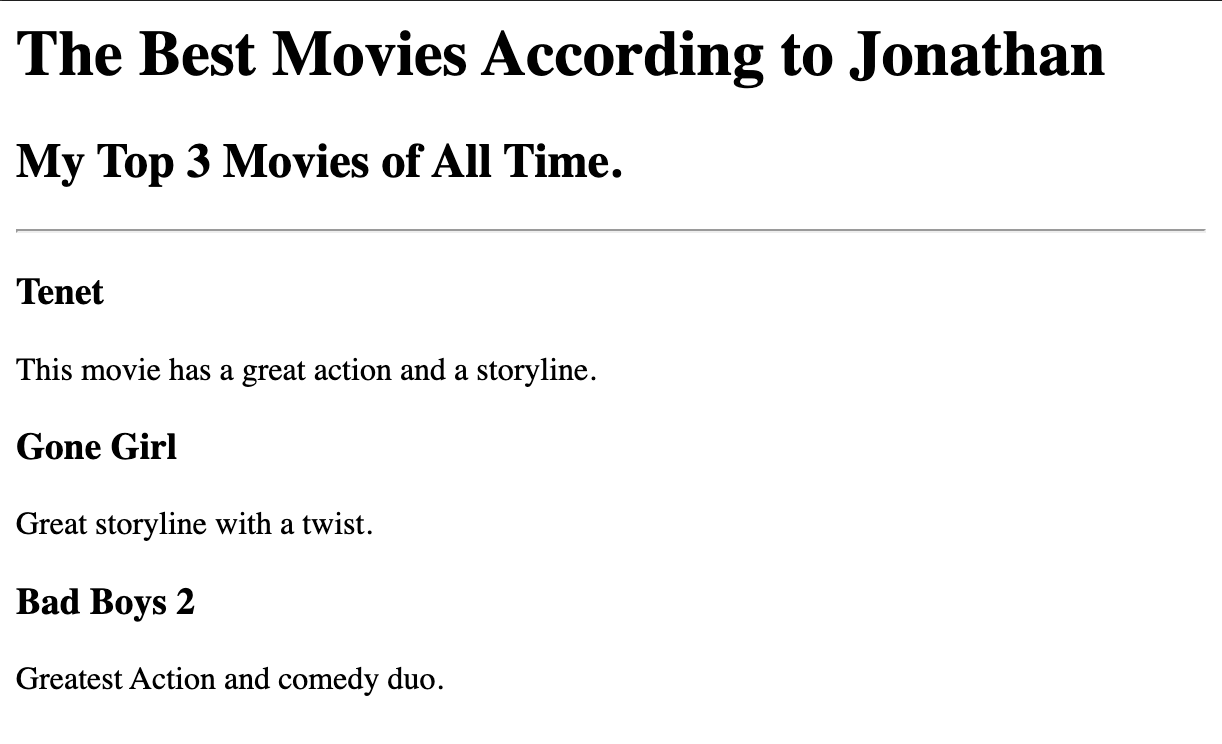 The Best Movies According to Jonathan
My Top 3 Movies of All Time.
Tenet
This movie has a great action and a storyline.
Gone Girl
Great storyline with a twist.
Bad Boys 2
Greatest Action and comedy duo.